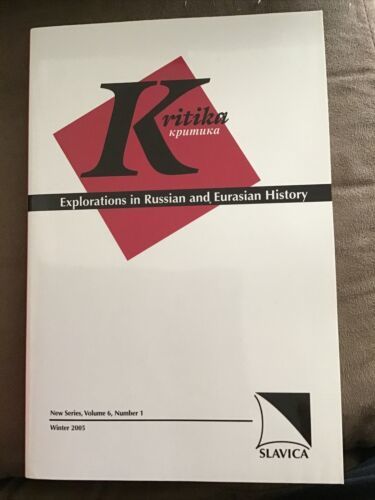 Kritika
критика
Explorations in Russian and Eurasian History
New Series, Volume 6, Number 1
Winter 2005
SLAVICA